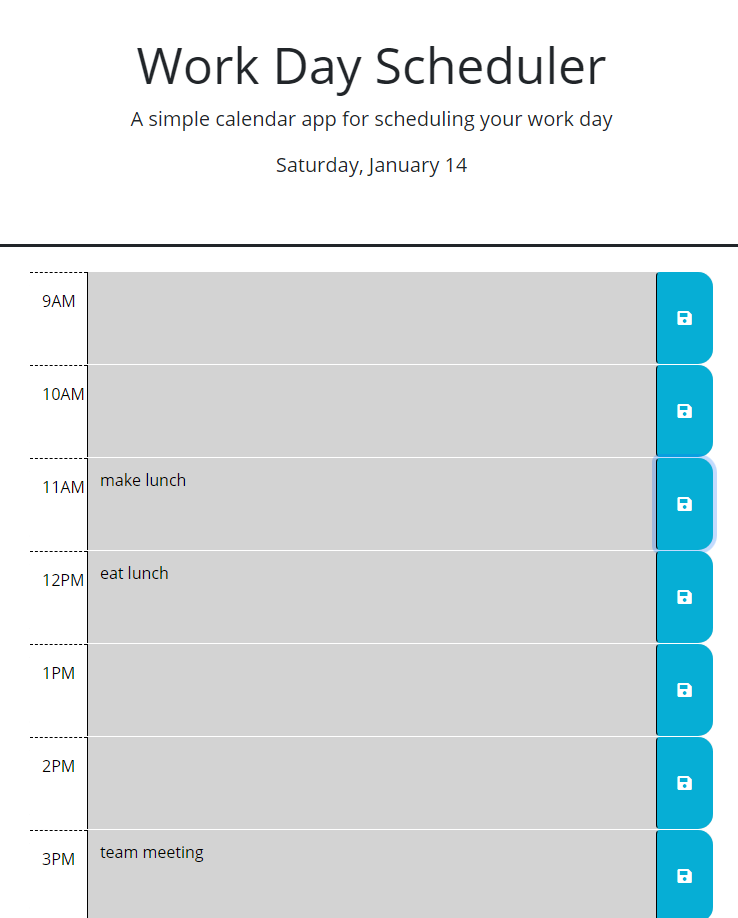 Work Day Scheduler
A simple calendar app for scheduling your work day
Saturday, January 14
9AM
10AM
11AM
make lunch
12PM
eat lunch
1PM
2PM
3PM
team meeting